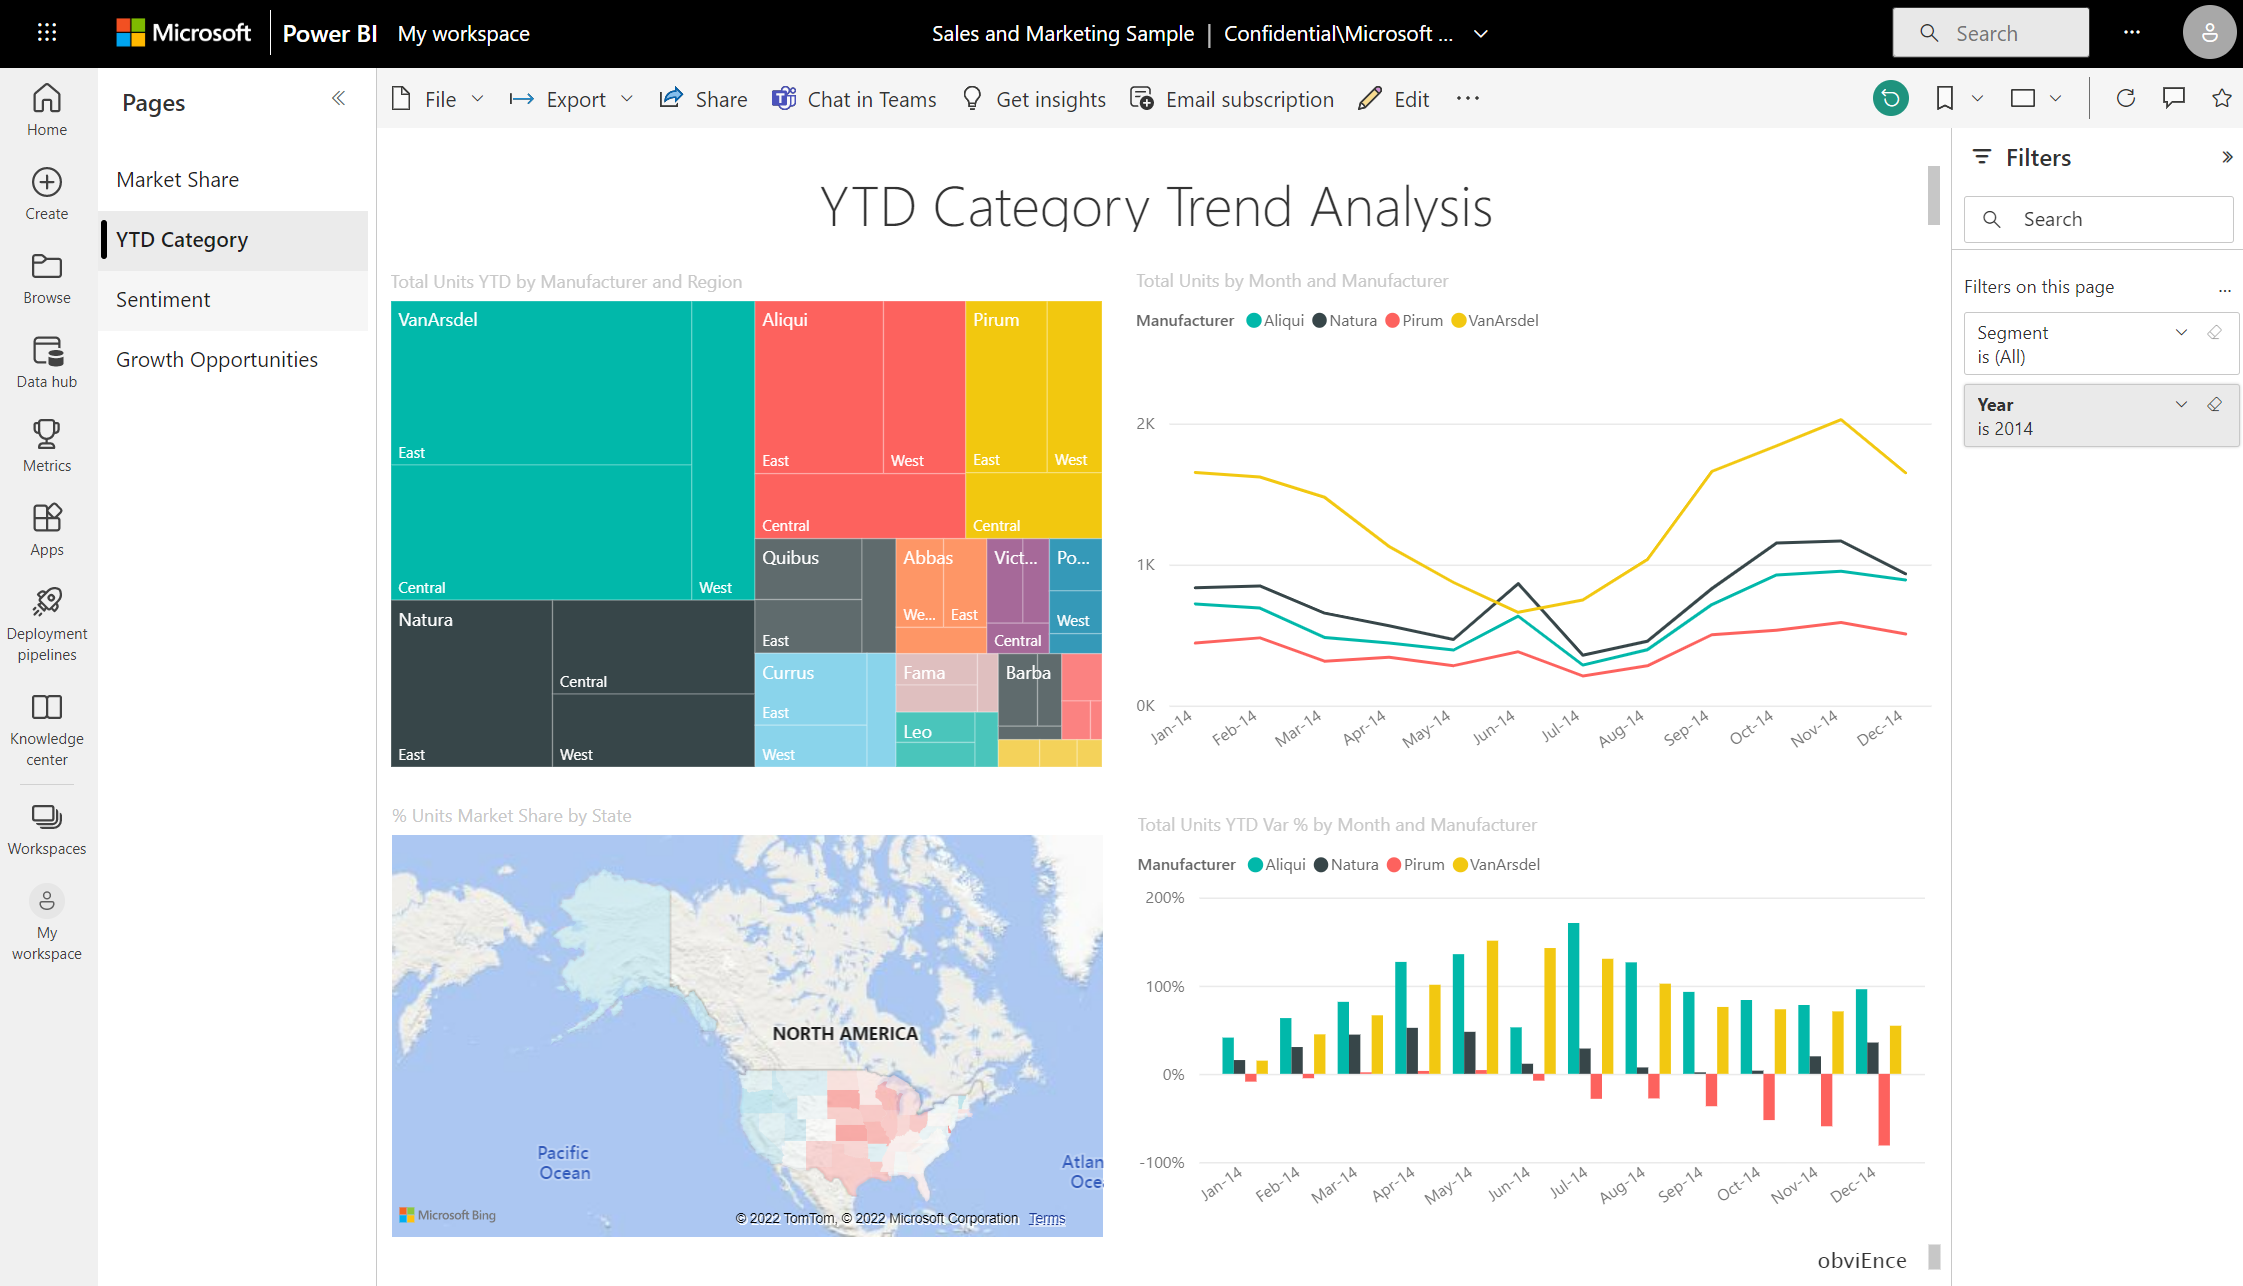 Microsoft Power BI My workspace
Sales and Marketing Sample | Confidential\Microsoft ...
Search
...
Home
Create
Browse
Data hub
Metrics
Apps
Deployment
pipelines
Knowledge
center
Workspaces
My
workspace
Pages
Market Share
YTD Category
Sentiment
Growth Opportunities
File Export Share Chat in Teams Get insights Email subscription Edit ...
YTD Category Trend Analysis
Total Units YTD by Manufacturer and Region
VanArsdel
East
Central
West
Aliqui
East
West
Central
Pirum
East
West
Central
Natura
East
Central
West
Quibus
East
Abbas
We...
East
Vict...
Central
Po...
West
Currus
East
West
Fama
Leo
Barba
Total Units by Month and Manufacturer
Manufacturer Aliqui Natura Pirum VanArsdel
2K
1K
0K
Jan-14 Feb-14 Mar-14 Apr-14 May-14 Jun-14 Jul-14 Aug-14 Sep-14 Oct-14 Nov-14 Dec-14
% Units Market Share by State
NORTH AMERICA
Pacific
Ocean
Atlan
Oce
Microsoft Bing
© 2022 TomTom, © 2022 Microsoft Corporation Terms
Total Units YTD Var % by Month and Manufacturer
Manufacturer Aliqui Natura Pirum VanArsdel
200%
100%
0%
-100%
Jan-14 Feb-14 Mar-14 Apr-14 May-14 Jun-14 Jul-14 Aug-14 Sep-14 Oct-14 Nov-14 Dec-14
obviEnce
Filters
Search
Filters on this page ...
Segment
is (All)
Year
is 2014